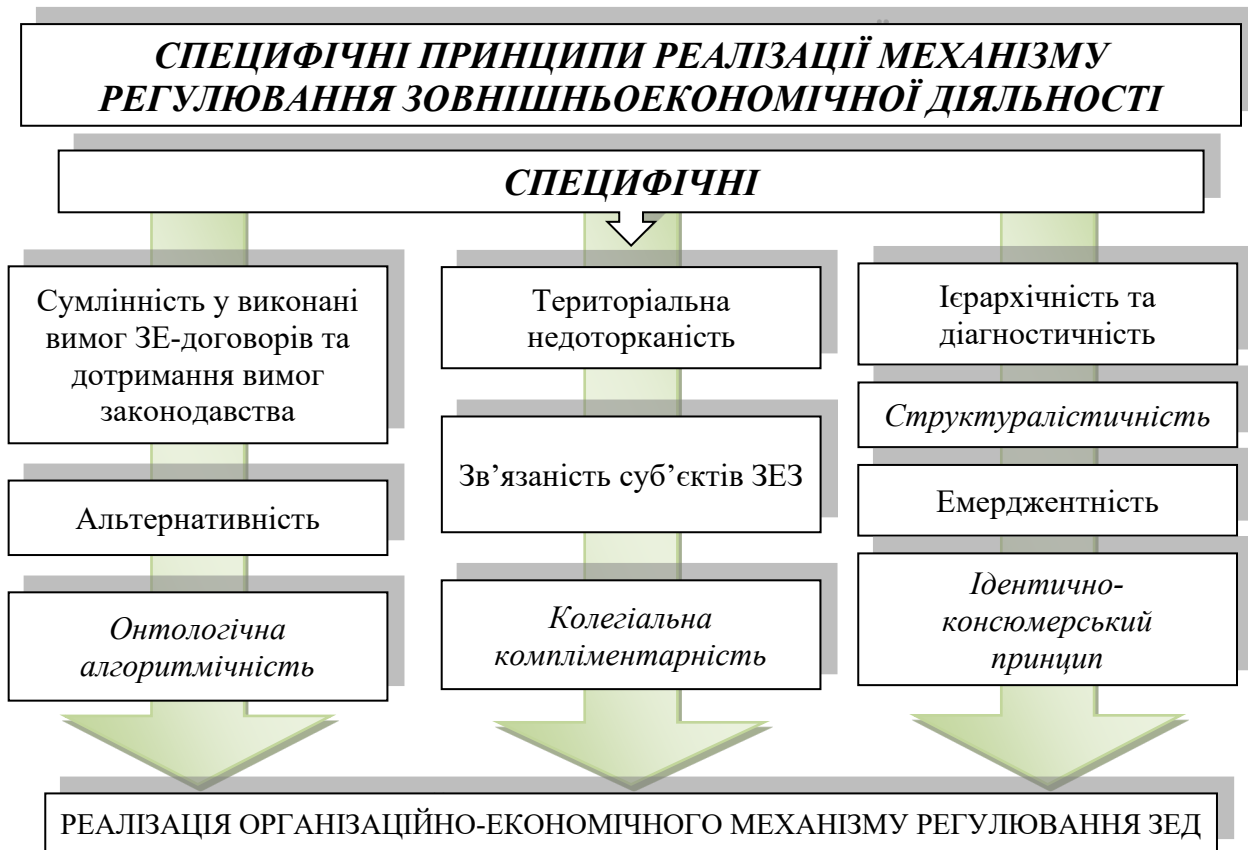 СПЕЦИФІЧНІ ПРИНЦИПИ РЕАЛІЗАЦІЇ МЕХАНІЗМУ
РЕГУЛЮВАННЯ ЗОВНІШНЬОЕКОНОМІЧНОЇ ДІЯЛЬНОСТІ
СПЕЦИФІЧНІ
Сумлінність у виконані
вимог ЗЕ-договорів та
дотримання вимог
законодавства
Альтернативність
Онтологічна
алгоритмічність
Територіальна
недоторканість
Зв’язаність суб’єктів ЗЕЗ
Колегіальна
компліментарність
Ієрархічність та
діагностичність
Структуралістичність
Емерджентність
Ідентично-
консюмерський
принцип
РЕАЛІЗАЦІЯ ОРГАНІЗАЦІЙНО-ЕКОНОМІЧНОГО МЕХАНІЗМУ РЕГУЛЮВАННЯ ЗЕД